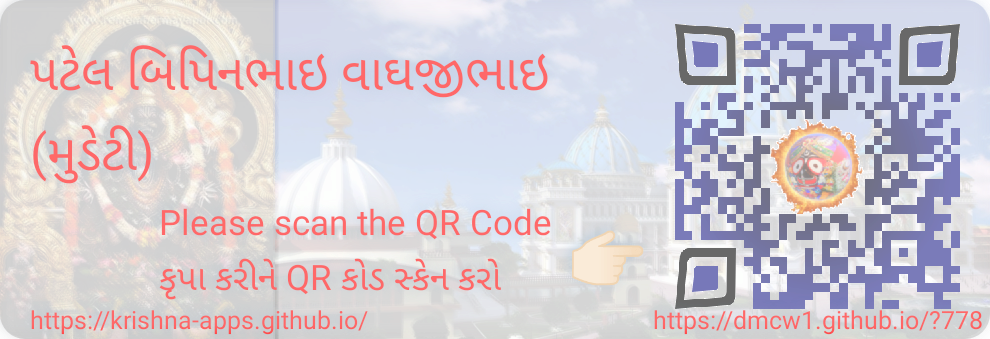 પટેલ બિપિનભાઇ વાઘજીભાઇ
(મુડેટી)
Please scan the QR Code
કૃપા કરીને QR કોડ સ્કેન કરો
https://krishna-apps.github.io/
https://dmcw1.github.io/?778